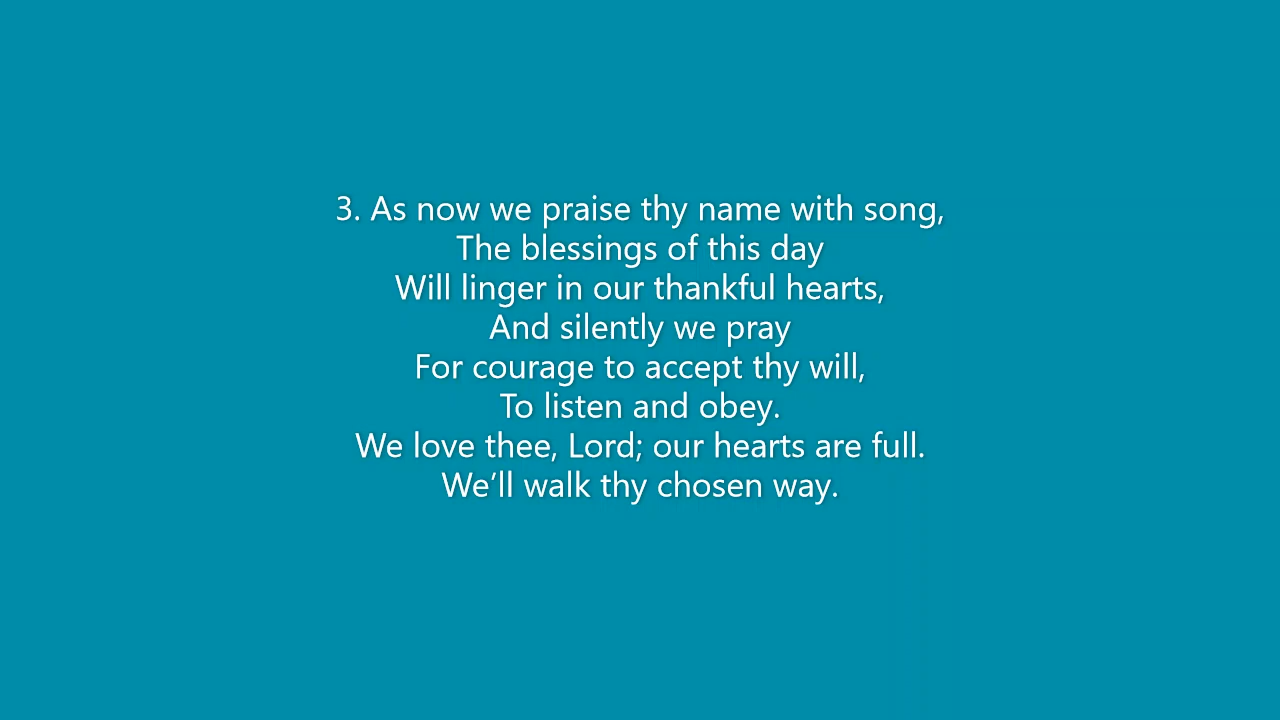 3. As now we praise thy name with song,
The blessings of this day
Will linger in our thankful hearts,
And silently we pray
For courage to accept thy will,
To listen and obey.
We love thee, Lord; our hearts are full.
We’ll walk thy chosen way.